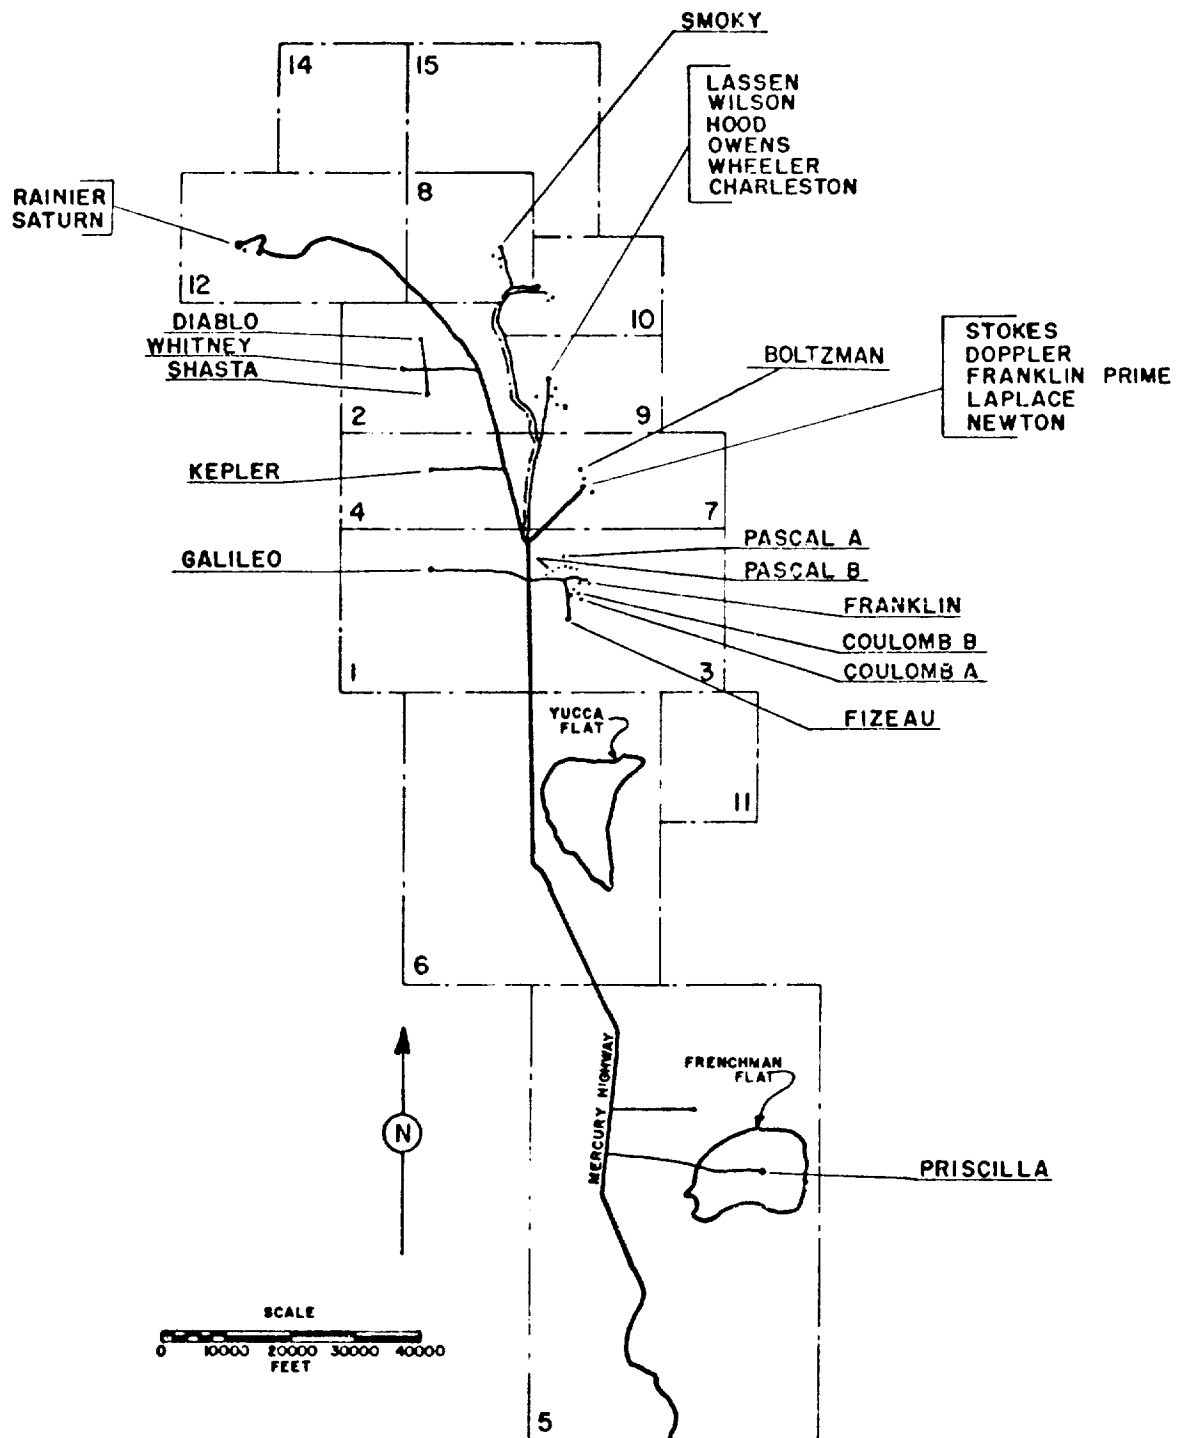 SMOKY
14
15
LASSEN
WILSON
HOOD
OWENS
WHEELER
CHARLESTON
RAINIER
SATURN
8
12
10
DIABLO
WHITNEY
SHASTA
BOLTZMAN
STOKES
DOPPLER
FRANKLIN PRIME
LAPLACE
NEWTON
2
9
KEPLER
4
7
GALILEO
PASCAL A
PASCAL B
FRANKLIN
COULOMB B
COULOMB A
1
3
FIZEAU
YUCCA
FLAT
11
6
MERCURY HIGHWAY
FRENCHMAN
FLAT
N
PRISCILLA
SCALE
0 10000 20000 30000 40000
FEET
5